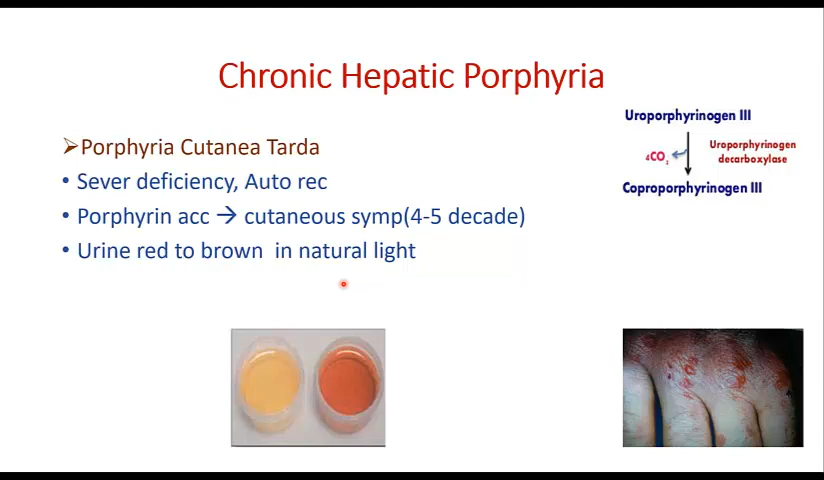 Chronic Hepatic Porphyria
➢Porphyria Cutanea Tarda
• Sever deficiency, Auto rec
• Porphyrin acc → cutaneous symp(4-5 decade)
• Urine red to brown in natural light
Uroporphyrinogen III
4CO2
Uroporphyrinogen
decarboxylase
Coproporphyrinogen III